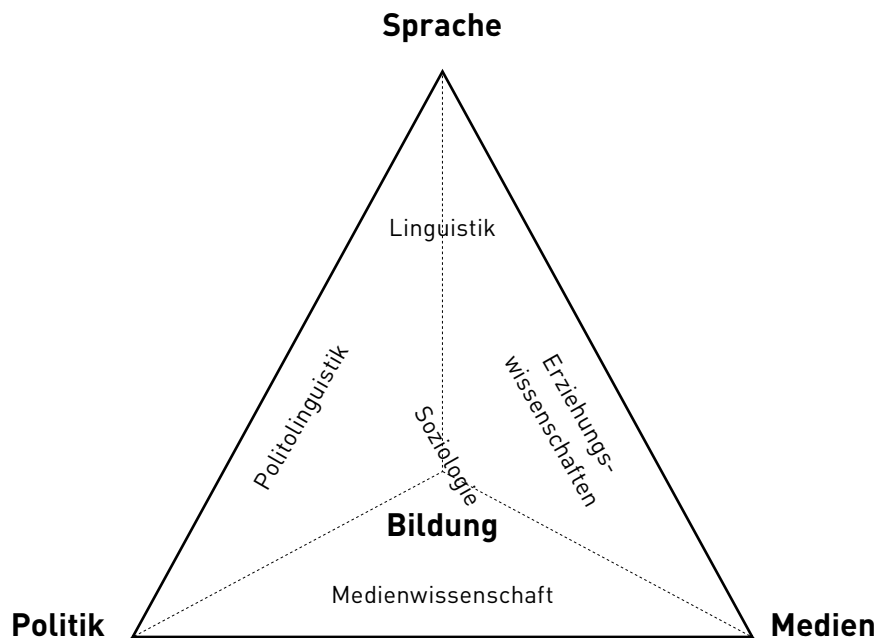 Sprache
Linguistik
Politolinguistik
Soziologie
Erziehungs-
wissenschaften
Bildung
Medienwissenschaft
Politik
Medien